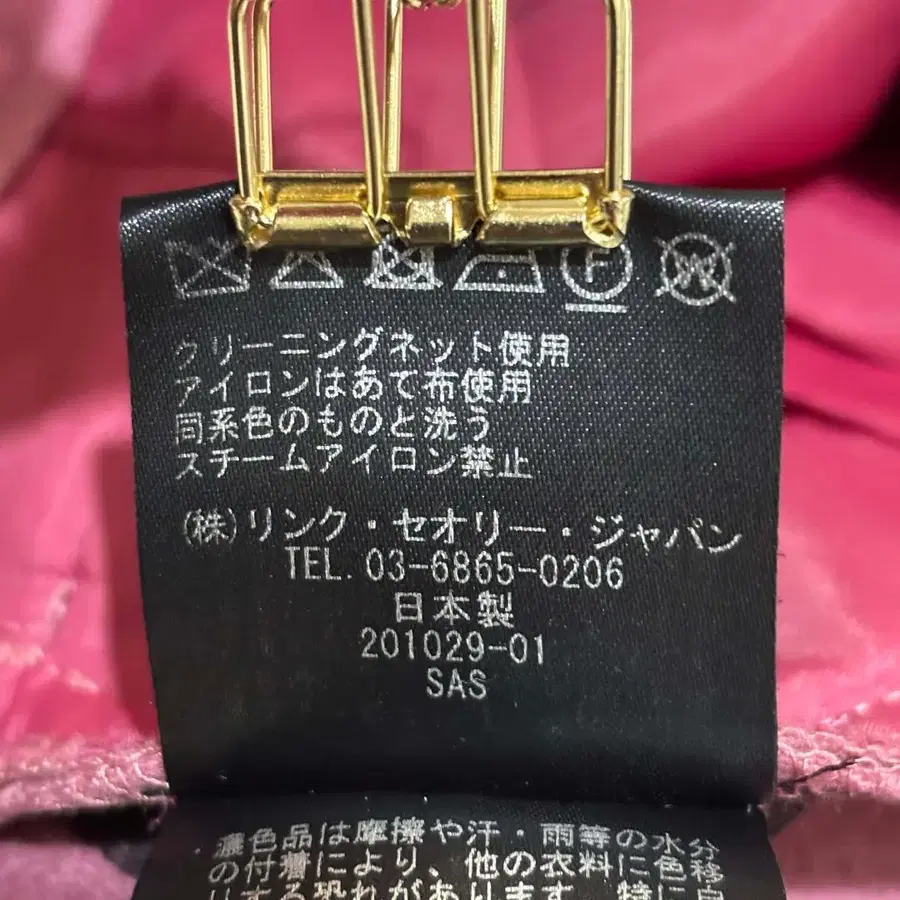 F W
クリーニングネット使用
アイロンはあて布使用
同系色のものと洗う
スチームアイロン禁止
(株)リンク・セオリー・ジャパン
TEL. 03-6865-0206
日本製
201029-01
SAS
濃色品は摩擦や汗・雨等の水分
の付着により、他の衣料に色移
りする恐れがあります。特に